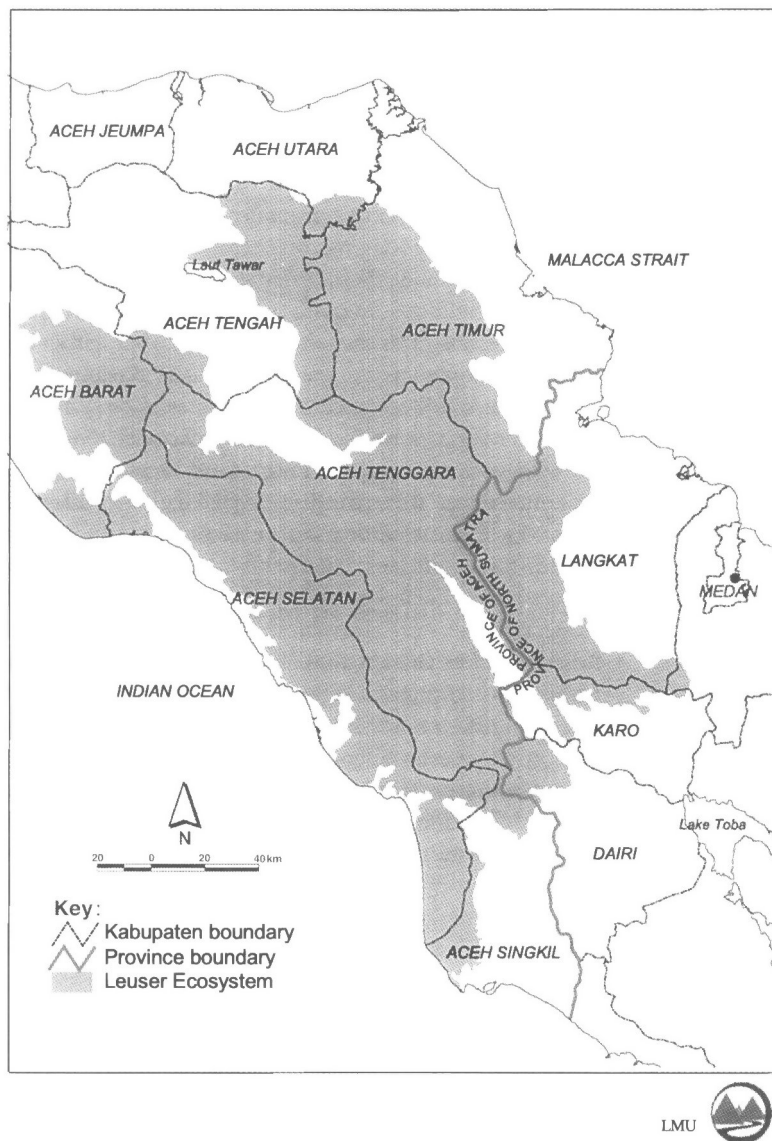 ACEH JEUMPA
ACEH UTARA
MALACCA STRAIT
Laut Tawar
ACEH TENGAH
ACEH TIMUR
ACEH BARAT
ACEH TENGGARA
LANGKAT
MEDAN
ACEH SELATAN
PROVINCE OF ACEH
PROVINCE OF NORTH SUMATRA
INDIAN OCEAN
KARO
N
Lake Toba
20 0 20 40 km
DAIRI
Key:
Kabupaten boundary
Province boundary
Leuser Ecosystem
ACEH SINGKIL
LMU